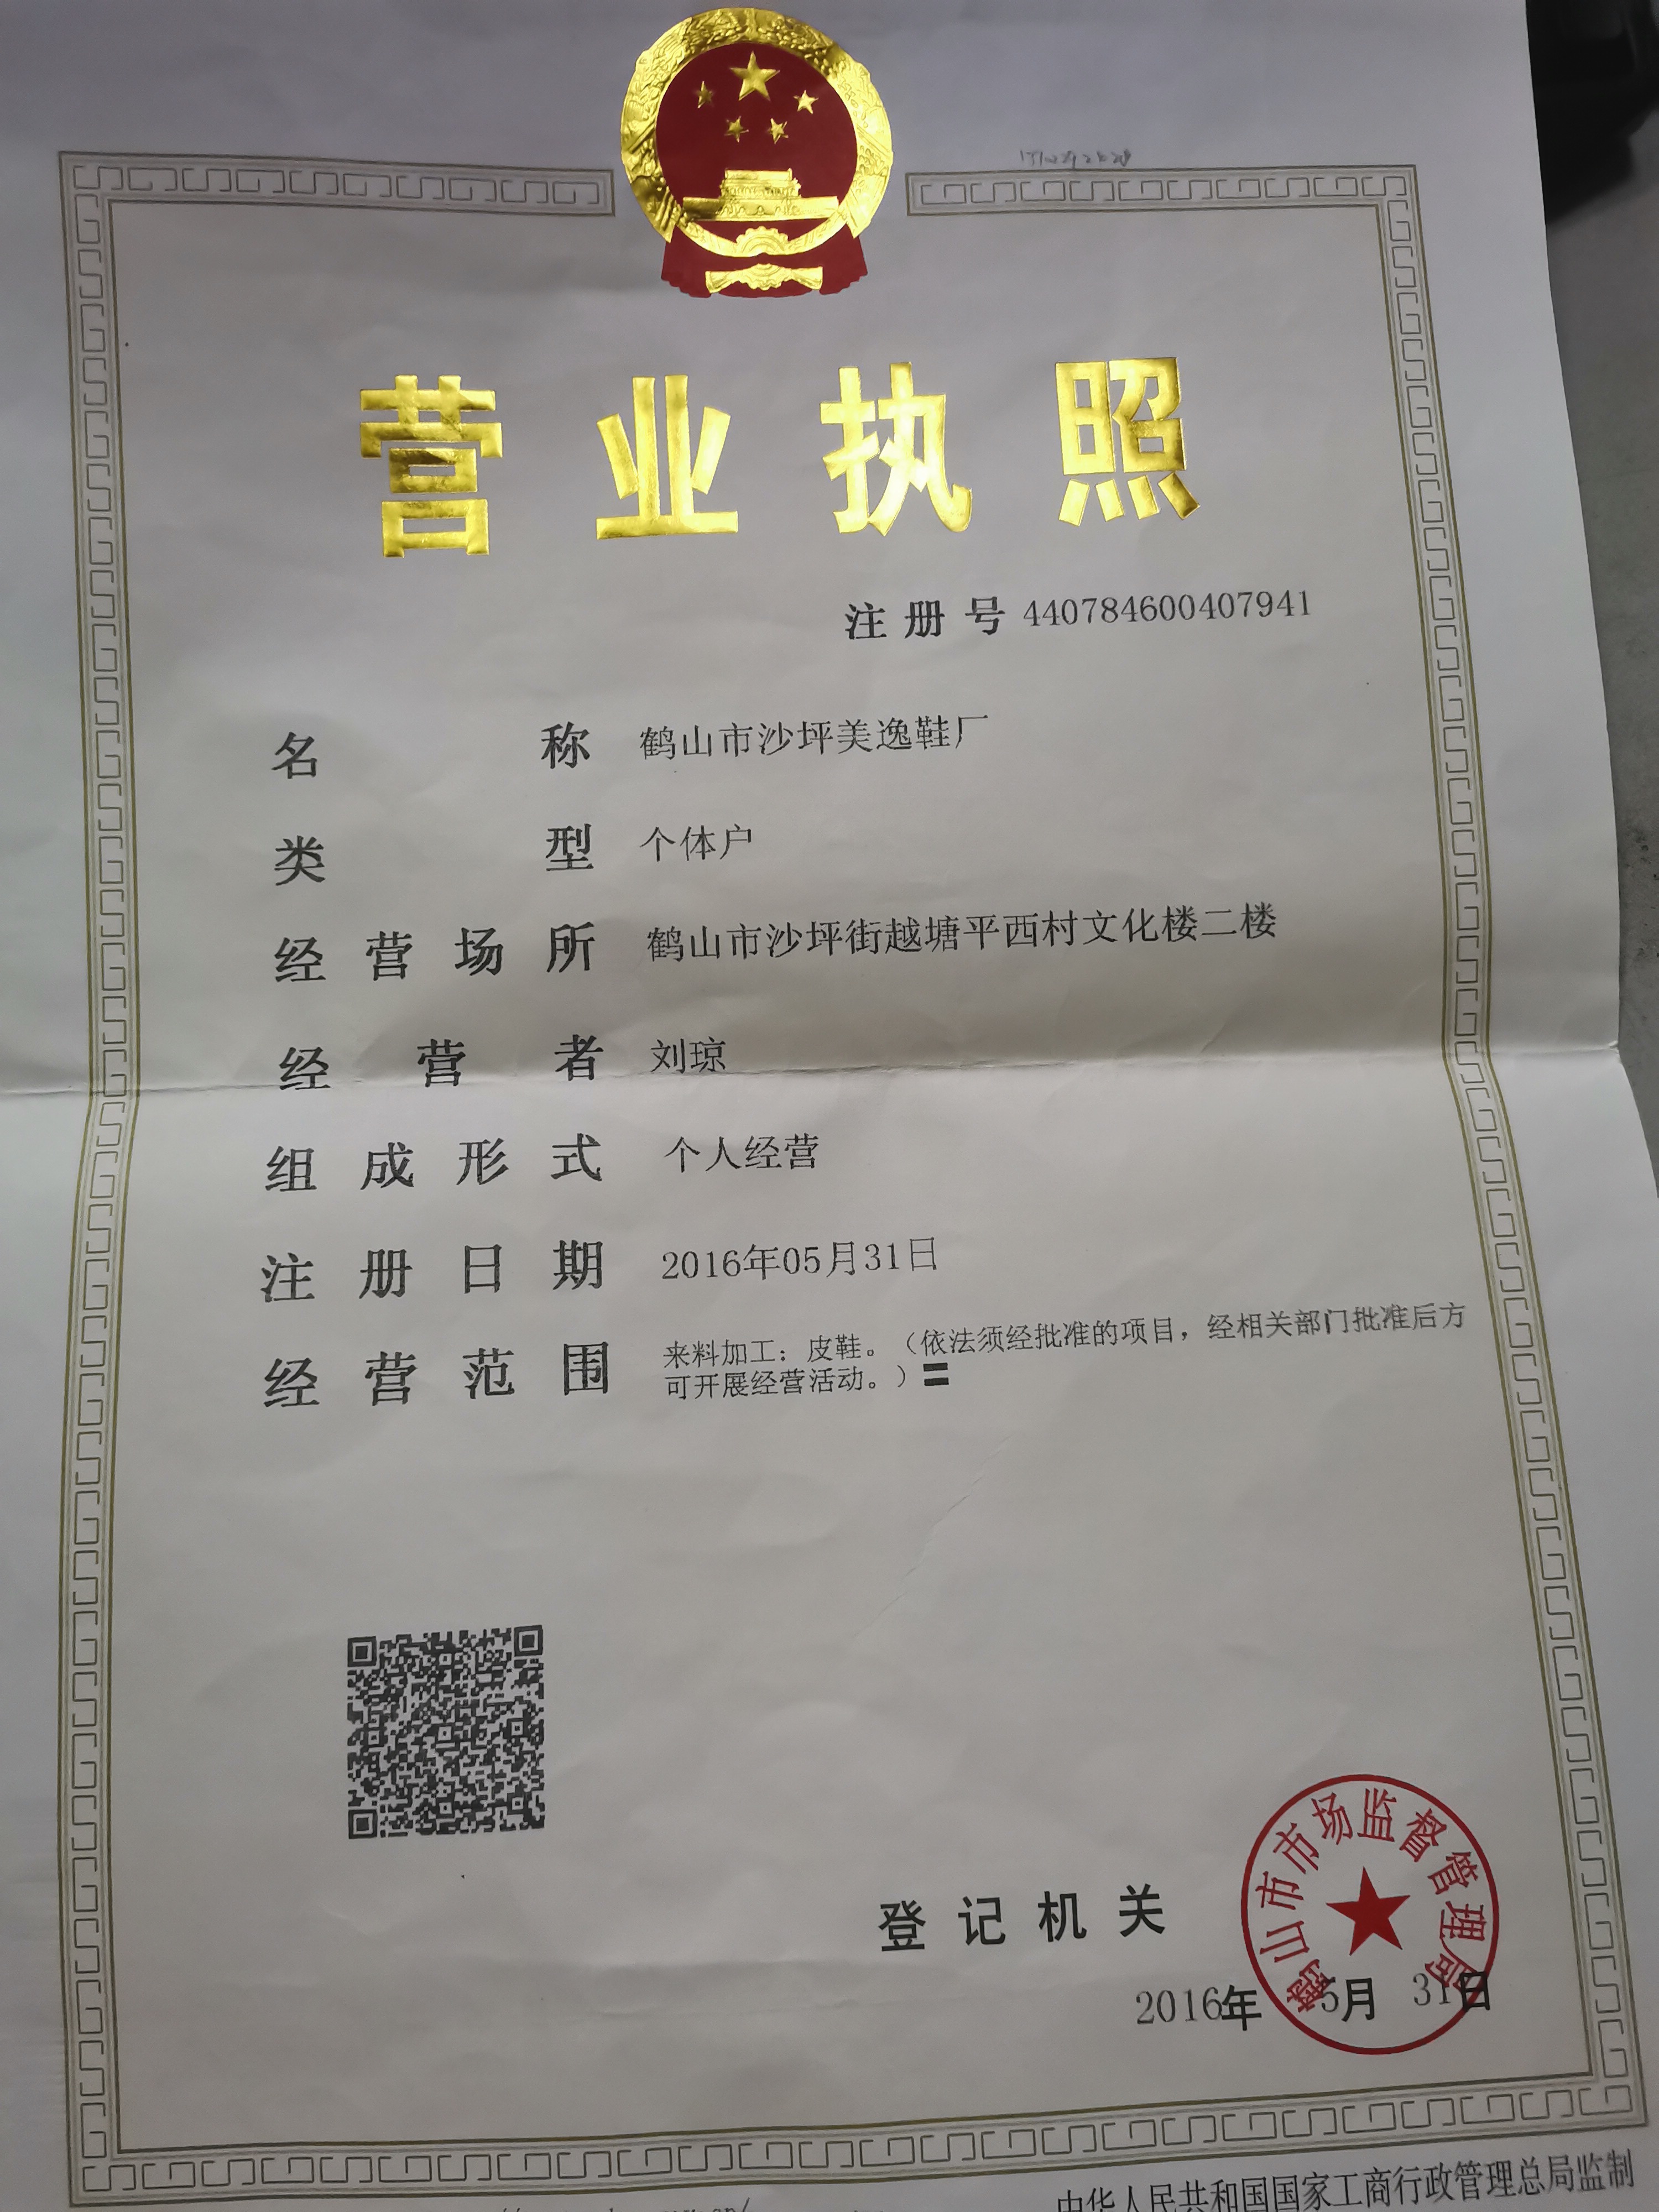 营业执照
注册号 440784600407941
名称 鹤山市沙坪美逸鞋厂
类型 个体户
经营场所 鹤山市沙坪街越塘平西村文化楼二楼
经营者 刘琼
组成形式 个人经营
注册日期 2016年05月31日
经营范围 来料加工：皮鞋。（依法须经批准的项目，经相关部门批准后方
可开展经营活动。）〓
登记机关
鹤山市市场监督管理局
2016年 5月 31日
中华人民共和国国家工商行政管理总局监制